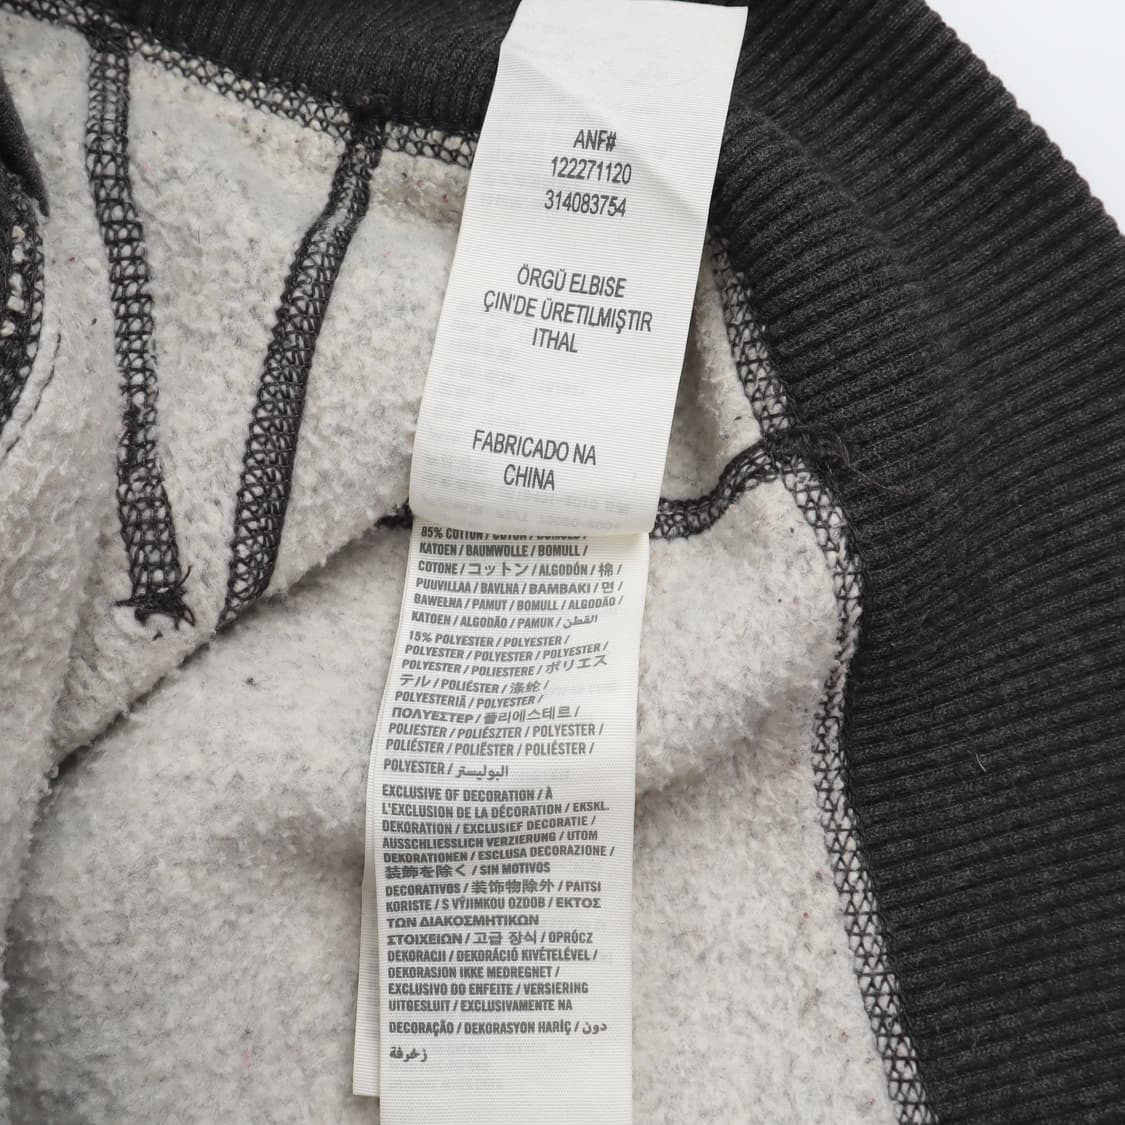 ANF#
122271120
314083754
ÖRGÜ ELBISE
ÇIN'DE ÜRETILMIŞTIR
ITHAL
FABRICADO NA
CHINA
85% COTTON / COTON / BOMULD /
KATOEN / BAUMWOLLE / BOMULL /
COTONE / コットン / ALGODÓN / 棉 /
PUUVILLAA / BAVLNA / ΒΑΜΒΑΚΙ / 면 /
BAWEŁNA / PAMUT / BOMULL / ALGODÃO /
KATOEN / ALGODÃO / PAMUK / القطن
15% POLYESTER / POLYESTER /
POLYESTER / POLYESTER / POLYESTER /
POLYESTER / POLIESTERE / ポリエス
テル / POLIÉSTER / 涤纶 /
POLYESTERIÄ / POLYESTER /
ΠΟΛΥΕΣΤΕΡ / 폴리에스테르 /
POLIESTER / POLIÉSZTER / POLYESTER /
POLIÉSTER / POLIËSTER / POLIÉSTER /
POLYESTER / البوليستر
EXCLUSIVE OF DECORATION / À
L'EXCLUSION DE LA DÉCORATION / EKSKL.
DEKORATION / EXCLUSIEF DECORATIE /
AUSSCHLIESSLICH VERZIERUNG / UTOM
DEKORATIONEN / ESCLUSA DECORAZIONE /
装飾を除く / SIN MOTIVOS
DECORATIVOS / 装饰物除外 / PAITSI
KORISTE / S VÝJIMKOU OZDOB / ΕΚΤΟΣ
ΤΩΝ ΔΙΑΚΟΣΜΗΤΙΚΩΝ
ΣΤΟΙΧΕΙΩΝ / 고급 장식 / OPRÓCZ
DEKORACJI / DEKORÁCIÓ KIVÉTELÉVEL /
DEKORASJON IKKE MEDREGNET /
EXCLUSIVO DO ENFEITE / VERSIERING
UITGESLUIT / EXCLUSIVAMENTE NA
DECORAÇÃO / DEKORASYON HARİÇ / دون
زخرفة